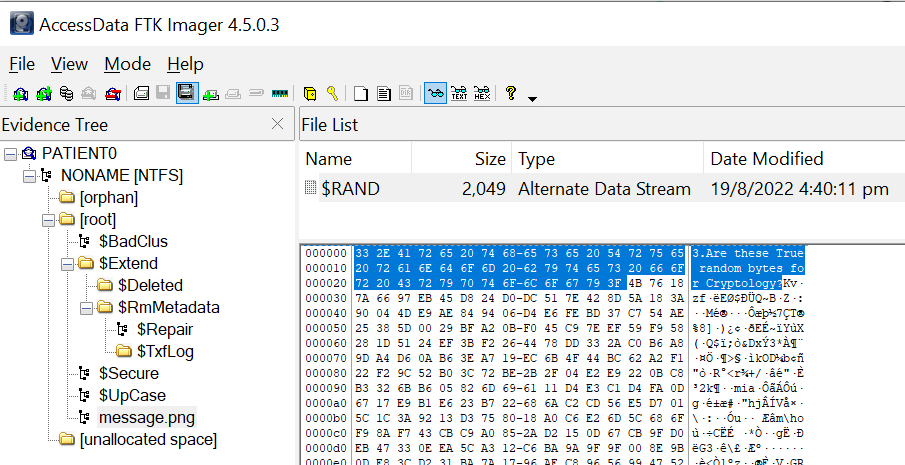 AccessData FTK Imager 4.5.0.3
File View Mode Help
TEXT HEX
Evidence Tree
PATIENT0
NONAME [NTFS]
[orphan]
[root]
$BadClus
$Extend
$Deleted
$RmMetadata
$Repair
$TxfLog
$Secure
$UpCase
message.png
[unallocated space]
File List
Name Size Type Date Modified
$RAND 2,049 Alternate Data Stream 19/8/2022 4:40:11 pm
000000 33 2E 41 72 65 20 74 68-65 73 65 20 54 72 75 65 3.Are these True
000010 20 72 61 6E 64 6F 6D 20-62 79 74 65 73 20 66 6F random bytes fo
000020 72 20 43 72 79 70 74 6F-6C 6F 67 79 3F 4B 76 18 r Cryptology?Kv·
000030 7A 66 97 EB 45 D8 24 D0-DC 51 7E 42 8D 5A 18 3A zf·ëEØ$ÐÜQ~B·Z·:
000040 90 04 4D E9 AE 84 94 06-D4 E6 FE BD 37 C7 54 AE ··Mé®···Ôæþ½7ÇT®
000050 25 38 5D 00 29 BF A2 0B-F0 45 C9 7E EF 59 F9 58 %8]·)¿¢·ðEÉ~ïYùX
000060 28 1D 51 24 EF 3B F2 26-44 78 DD 33 2A C0 B6 A8 (·Q$ï;ò&DxÝ3*À¶¨
000070 9D A4 D6 0A B6 3E A7 19-EC 6B 4F 44 BC 62 A2 F1 ·¤Ö·¶>§·ìkOD¼b¢ñ
000080 22 F2 9C 52 B0 3C 72 BE-2B 2F 04 E2 E9 22 0B C8 "ò·R°<r¾+/·âé"·È
000090 B3 32 6B B6 05 82 6D 69-61 11 D4 E3 C1 D4 FA 0D ³2k¶··mia·ÔãÁÔú·
0000a0 67 17 E9 B1 E6 23 B7 22-68 6A C2 CD 56 E5 D7 01 g·é±æ#·"hjÂÍVå×·
0000b0 5C 1C 3A 92 13 D3 75 80-18 A0 C6 E2 6D 5C 68 6F \·:··Óu·· Æâm\ho
0000c0 F9 8A F7 43 CB C9 A0 85-2A D2 15 0D 67 CB 9F D0 ù·÷CËÉ ·*Ò··gË·Ð
0000d0 EB 47 33 0E EA 5C A3 12-C6 BA 9A 9F 9F 00 8E 9B ëG3·ê\£·Æº······